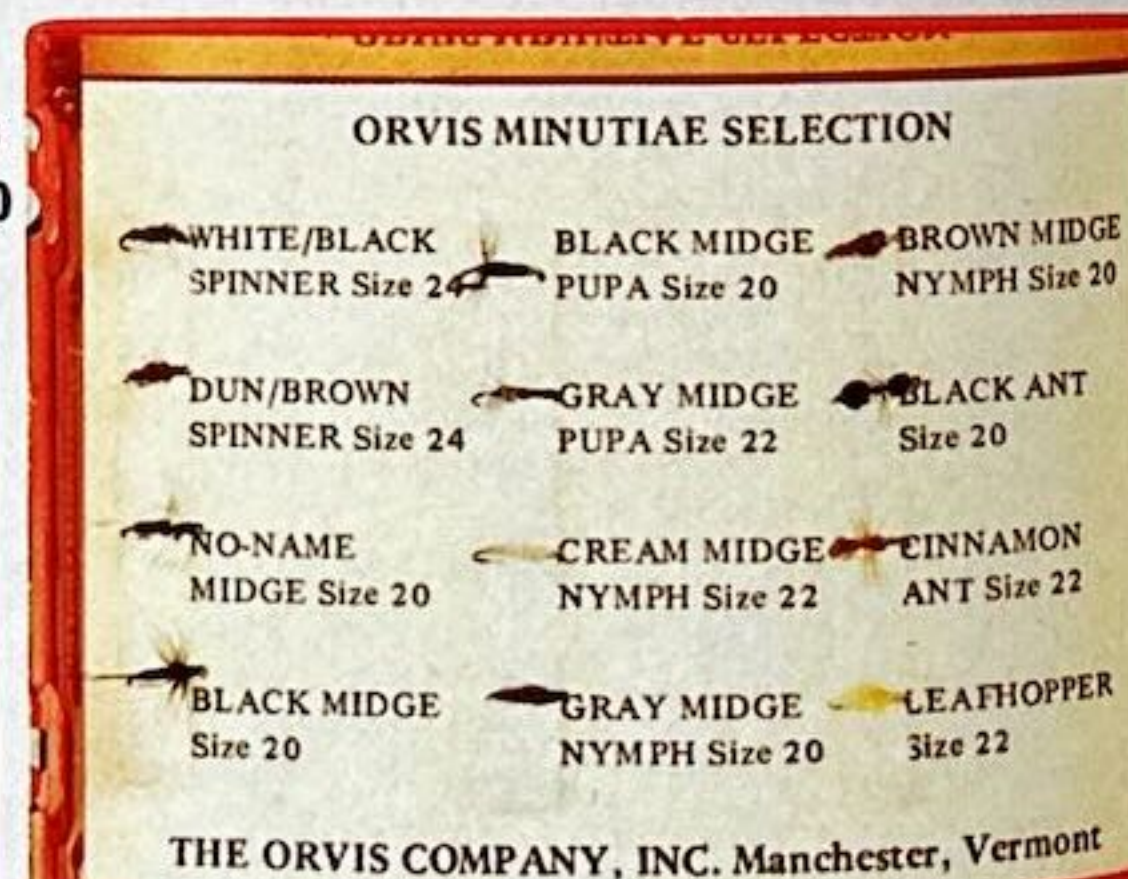 ORVIS MINUTIAE SELECTION
WHITE/BLACK
SPINNER Size 24
BLACK MIDGE
PUPA Size 20
BROWN MIDGE
NYMPH Size 20
DUN/BROWN
SPINNER Size 24
GRAY MIDGE
PUPA Size 22
BLACK ANT
Size 20
NO-NAME
MIDGE Size 20
CREAM MIDGE
NYMPH Size 22
CINNAMON
ANT Size 22
BLACK MIDGE
Size 20
GRAY MIDGE
NYMPH Size 20
LEAFHOPPER
Size 22
THE ORVIS COMPANY, INC. Manchester, Vermont